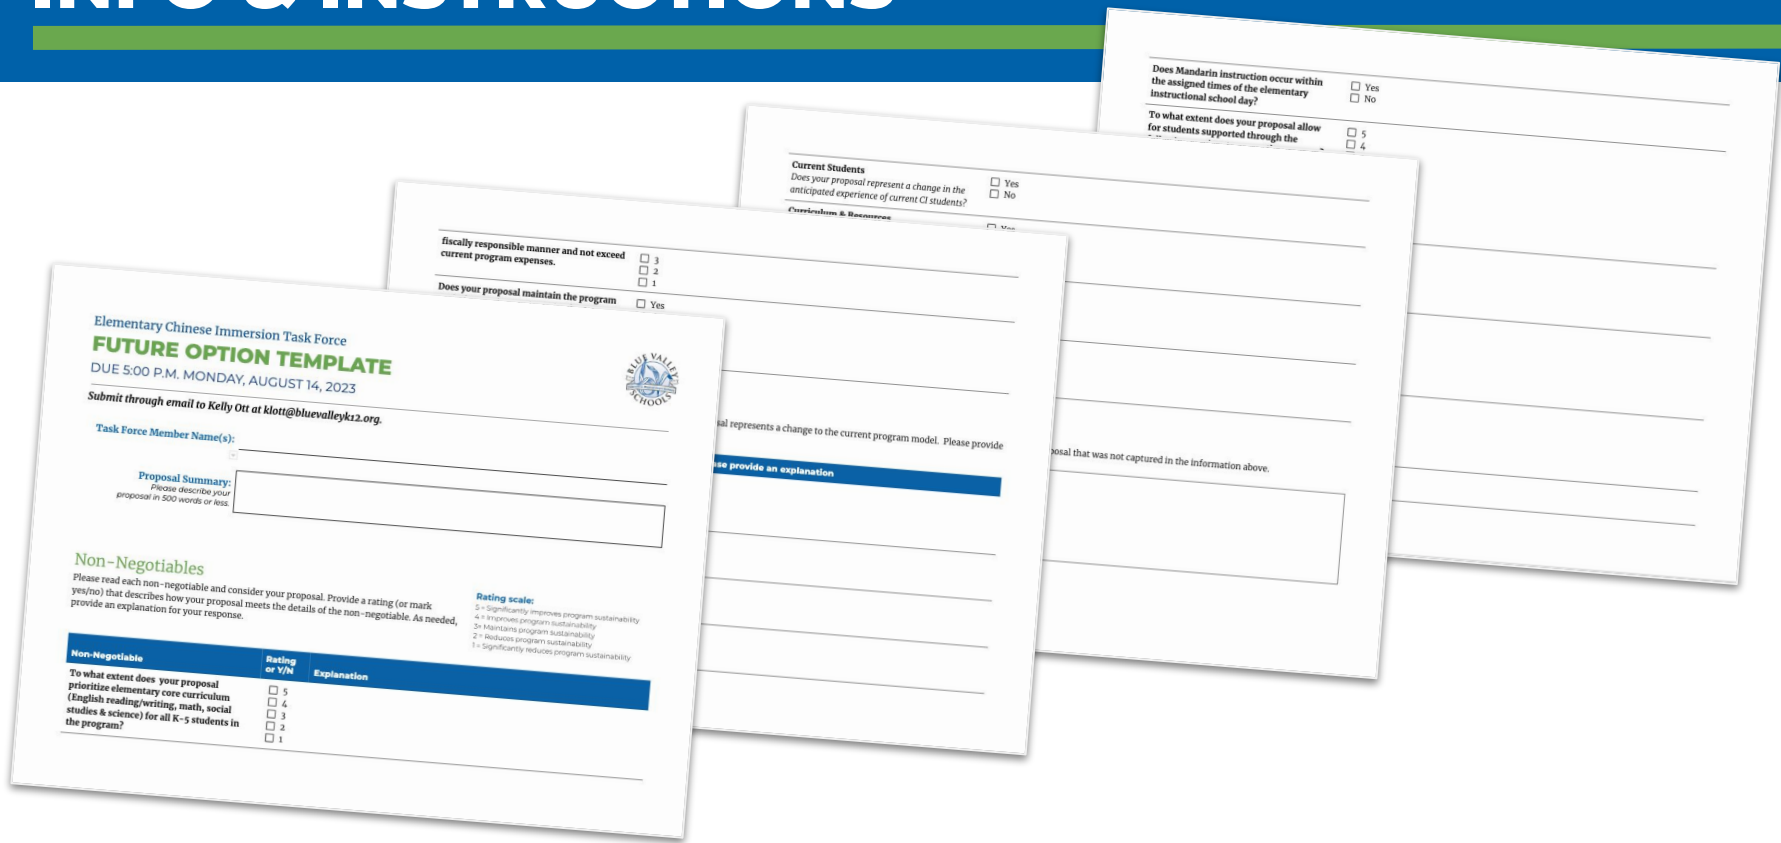 INFO & INSTRUCTIONS
Elementary Chinese Immersion Task Force
FUTURE OPTION TEMPLATE
DUE 5:00 P.M. MONDAY, AUGUST 14, 2023
BLUE VALLEY
SCHOOLS
Submit through email to Kelly Ott at klott@bluevalleyk12.org.
Task Force Member Name(s):
Proposal Summary:
Please describe your
proposal in 500 words or less.
Non-Negotiables
Please read each non-negotiable and consider your proposal. Provide a rating (or mark
yes/no) that describes how your proposal meets the details of the non-negotiable. As needed,
provide an explanation for your response.
Rating scale:
5 = Significantly improves program sustainability
4 = Improves program sustainability
3= Maintains program sustainability
2 = Reduces program sustainability
1 = Significantly reduces program sustainability
Non-Negotiable
Rating
or Y/N
Explanation
To what extent does your proposal
prioritize elementary core curriculum
(English reading/writing, math, social
studies & science) for all K-5 students in
the program?
5
4
3
2
1
fiscally responsible manner and not exceed
current program expenses.
3
2
1
Does your proposal maintain the program
Yes
sal represents a change to the current program model. Please provide
se provide an explanation
Current Students
Does your proposal represent a change in the
anticipated experience of current CI students?
Yes
No
Curriculum & Resources
Yes
osal that was not captured in the information above.
Does Mandarin instruction occur within
the assigned times of the elementary
instructional school day?
Yes
No
To what extent does your proposal allow
for students supported through the
5
4